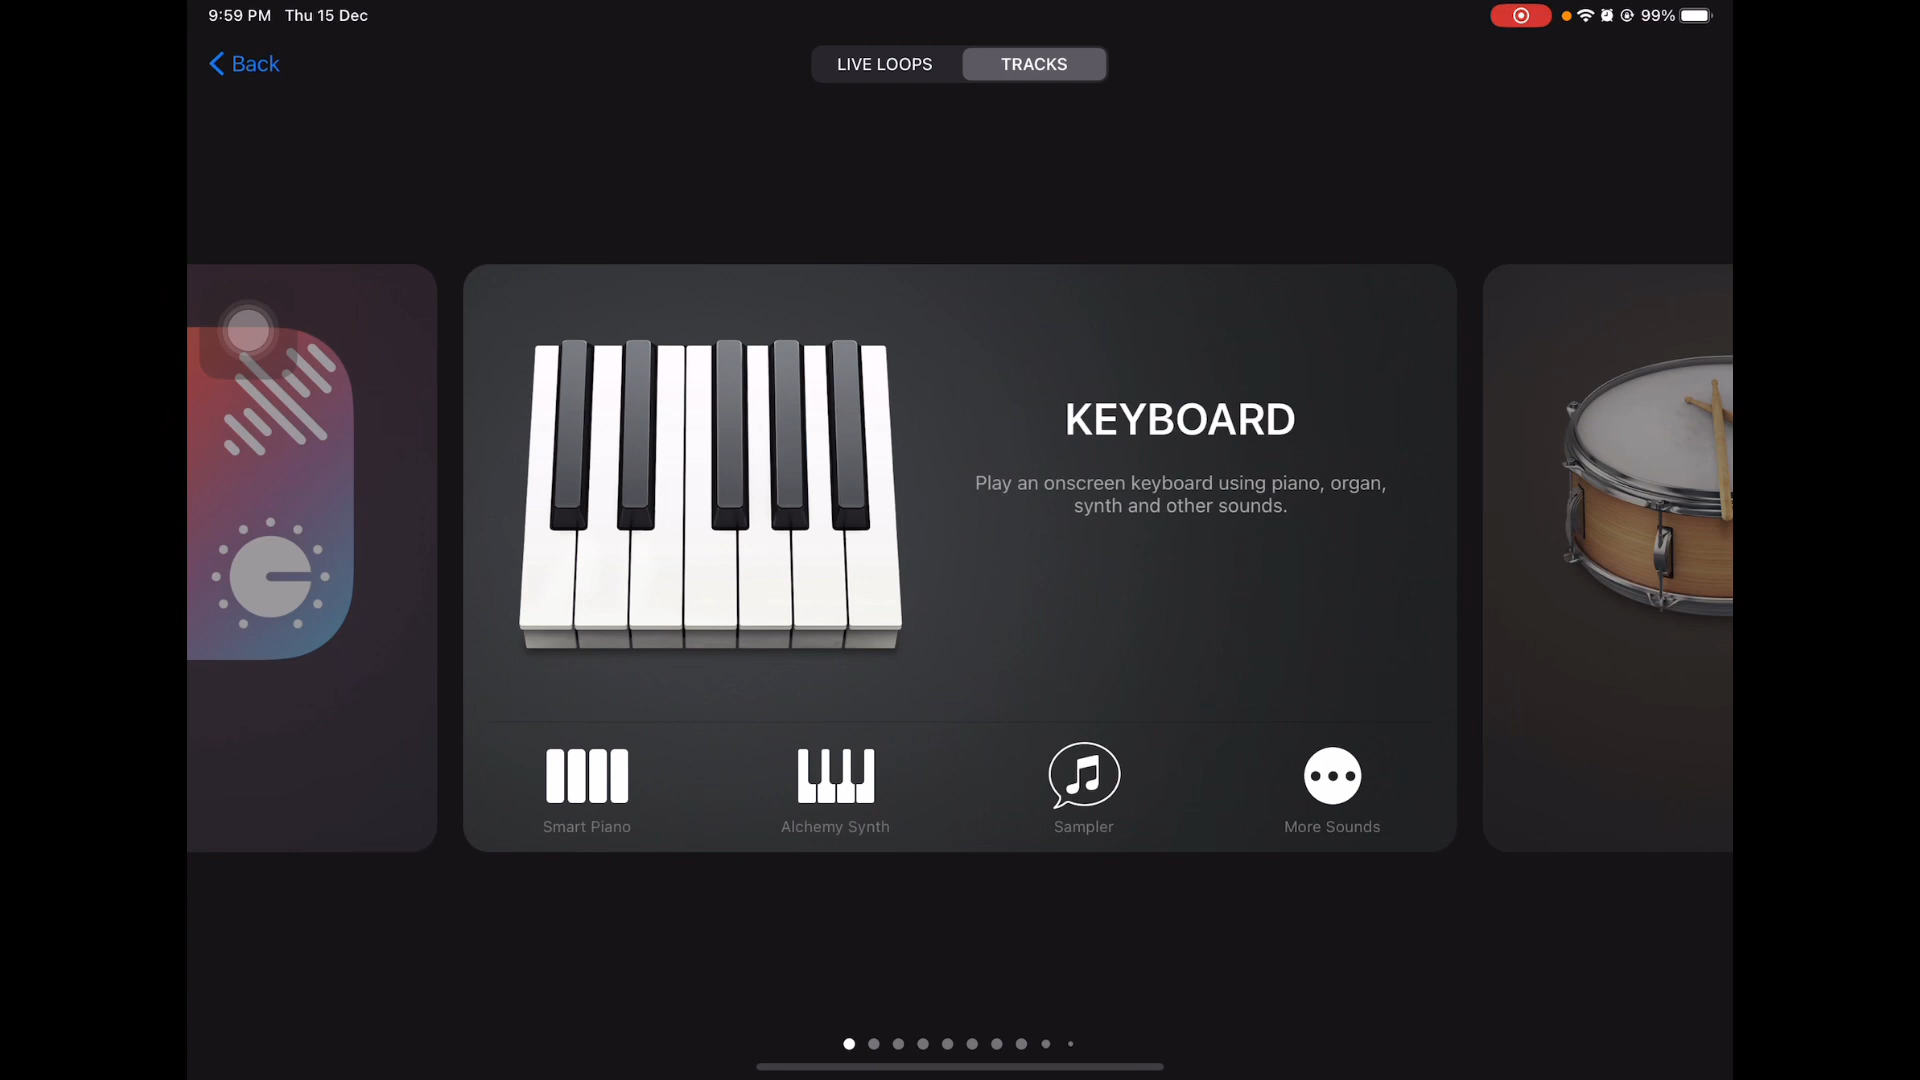 9:59 PM Thu 15 Dec
99%
Back
LIVE LOOPS
TRACKS
KEYBOARD
Play an onscreen keyboard using piano, organ,
synth and other sounds.
Smart Piano
Alchemy Synth
Sampler
More Sounds